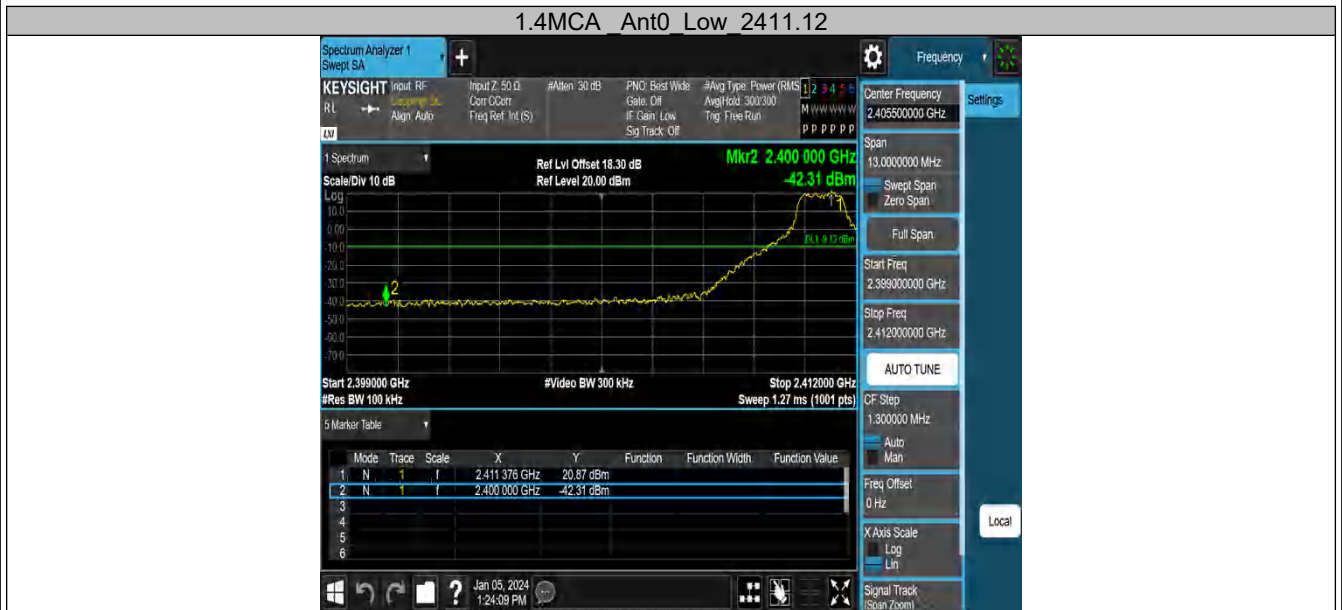 1.4MCA _Ant0_Low_2411.12
Spectrum Analyzer 1
Swept SA
+
Frequency
KEYSIGHT
Input: RF
Align: Auto
R L
LXI
Input Z: 50 Ω
Corr CCorr
Freq Ref: Int (S)
#Atten: 30 dB
PNO: Best Wide
Gate: Off
IF Gain: Low
Sig Track: Off
#Avg Type: Power (RMS
Avg|Hold: 300/300
Trig: Free Run
1 2 3 4 5 6
M W W W W W
P P P P P P
Center Frequency
2.405500000 GHz
Settings
Span
13.0000000 MHz
Swept Span
Zero Span
Full Span
Start Freq
2.399000000 GHz
Stop Freq
2.412000000 GHz
AUTO TUNE
CF Step
1.300000 MHz
Auto
Man
Freq Offset
0 Hz
X Axis Scale
Log
Lin
Signal Track
(Span Zoom)
Local
1 Spectrum
Scale/Div 10 dB
Ref Lvl Offset 18.30 dB
Ref Level 20.00 dBm
Mkr2 2.400 000 GHz
-42.31 dBm
Log
10.0
0.00
-10.0
-20.0
-30.0
-40.0
-50.0
-60.0
-70.0
1
2
DL1 -9.13 dBm
Start 2.399000 GHz
#Res BW 100 kHz
#Video BW 300 kHz
Stop 2.412000 GHz
Sweep 1.27 ms (1001 pts)
5 Marker Table
Mode Trace Scale X Y Function Function Width Function Value
1 N 1 f 2.411 376 GHz 20.87 dBm
2 N 1 f 2.400 000 GHz -42.31 dBm
3
4
5
6
?
Jan 05, 2024
1:24:09 PM